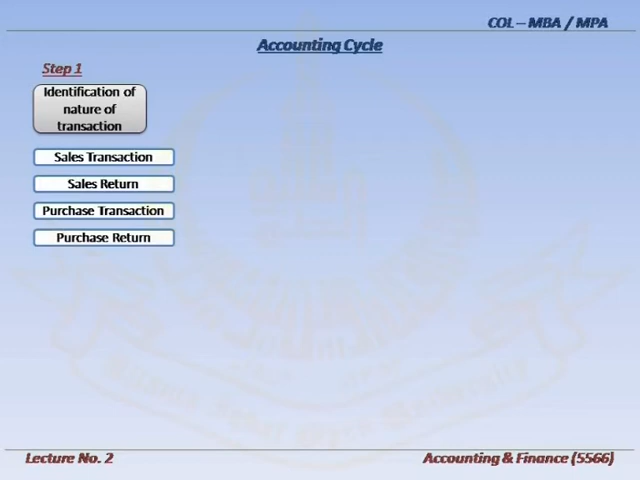 COL – MBA / MPA
Accounting Cycle
Step 1
Identification of
nature of
transaction
Sales Transaction
Sales Return
Purchase Transaction
Purchase Return
Lecture No. 2
Accounting & Finance (5566)